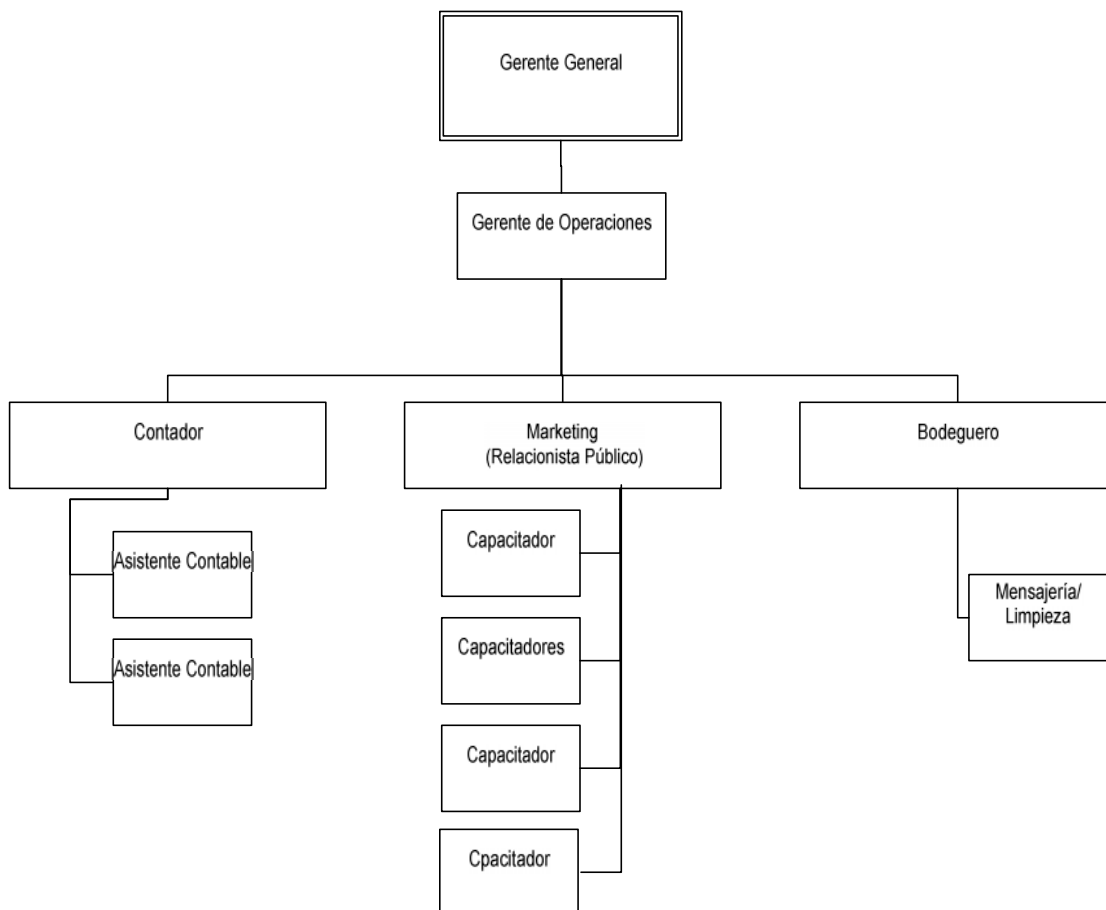 Gerente General
Gerente de Operaciones
Contador
Marketing
(Relacionista Público)
Bodeguero
Asistente Contable
Asistente Contable
Capacitador
Capacitadores
Capacitador
Cpacitador
Mensajería/
Limpieza